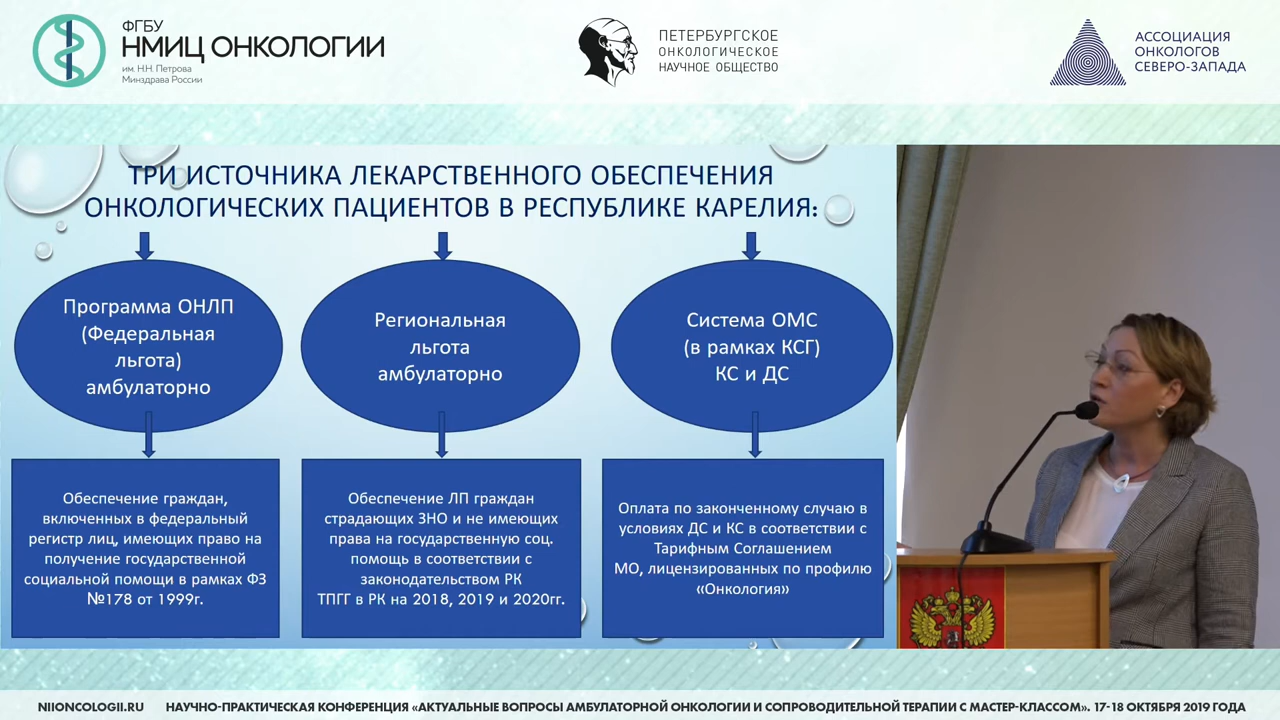 ФГБУ
НМИЦ ОНКОЛОГИИ
им. Н.Н. Петрова
Минздрава России
ПЕТЕРБУРГСКОЕ
ОНКОЛОГИЧЕСКОЕ
НАУЧНОЕ ОБЩЕСТВО
АССОЦИАЦИЯ
ОНКОЛОГОВ
СЕВЕРО-ЗАПАДА
ТРИ ИСТОЧНИКА ЛЕКАРСТВЕННОГО ОБЕСПЕЧЕНИЯ
ОНКОЛОГИЧЕСКИХ ПАЦИЕНТОВ В РЕСПУБЛИКЕ КАРЕЛИЯ:
Программа ОНЛП
(Федеральная
льгота)
амбулаторно
Региональная
льгота
амбулаторно
Система ОМС
(в рамках КСГ)
КС и ДС
Обеспечение граждан,
включенных в федеральный
регистр лиц, имеющих право на
получение государственной
социальной помощи в рамках ФЗ
№178 от 1999г.
Обеспечение ЛП граждан
страдающих ЗНО и не имеющих
права на государственную соц.
помощь в соответствии с
законодательством РК
ТПГГ в РК на 2018, 2019 и 2020гг.
Оплата по законченному случаю в
условиях ДС и КС в соответствии с
Тарифным Соглашением
МО, лицензированных по профилю
«Онкология»
NIIONCOLOGII.RU НАУЧНО-ПРАКТИЧЕСКАЯ КОНФЕРЕНЦИЯ «АКТУАЛЬНЫЕ ВОПРОСЫ АМБУЛАТОРНОЙ ОНКОЛОГИИ И СОПРОВОДИТЕЛЬНОЙ ТЕРАПИИ С МАСТЕР-КЛАССОМ». 17-18 ОКТЯБРЯ 2019 ГОДА